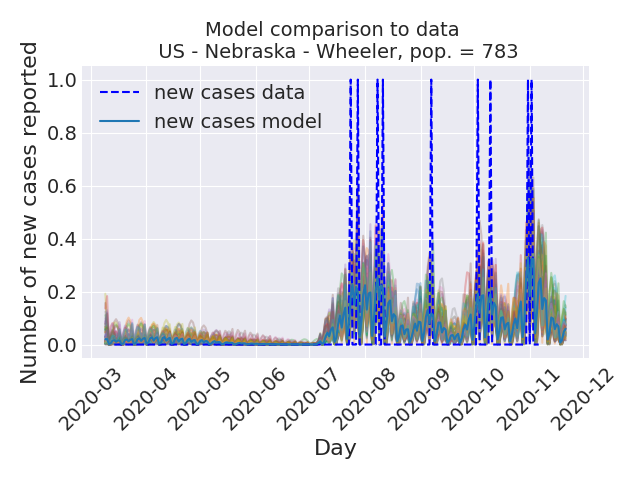 Model comparison to data
US - Nebraska - Wheeler, pop. = 783
Number of new cases reported
1.0
0.8
0.6
0.4
0.2
0.0
new cases data
new cases model
2020-03
2020-04
2020-05
2020-06
2020-07
2020-08
2020-09
2020-10
2020-11
2020-12
Day